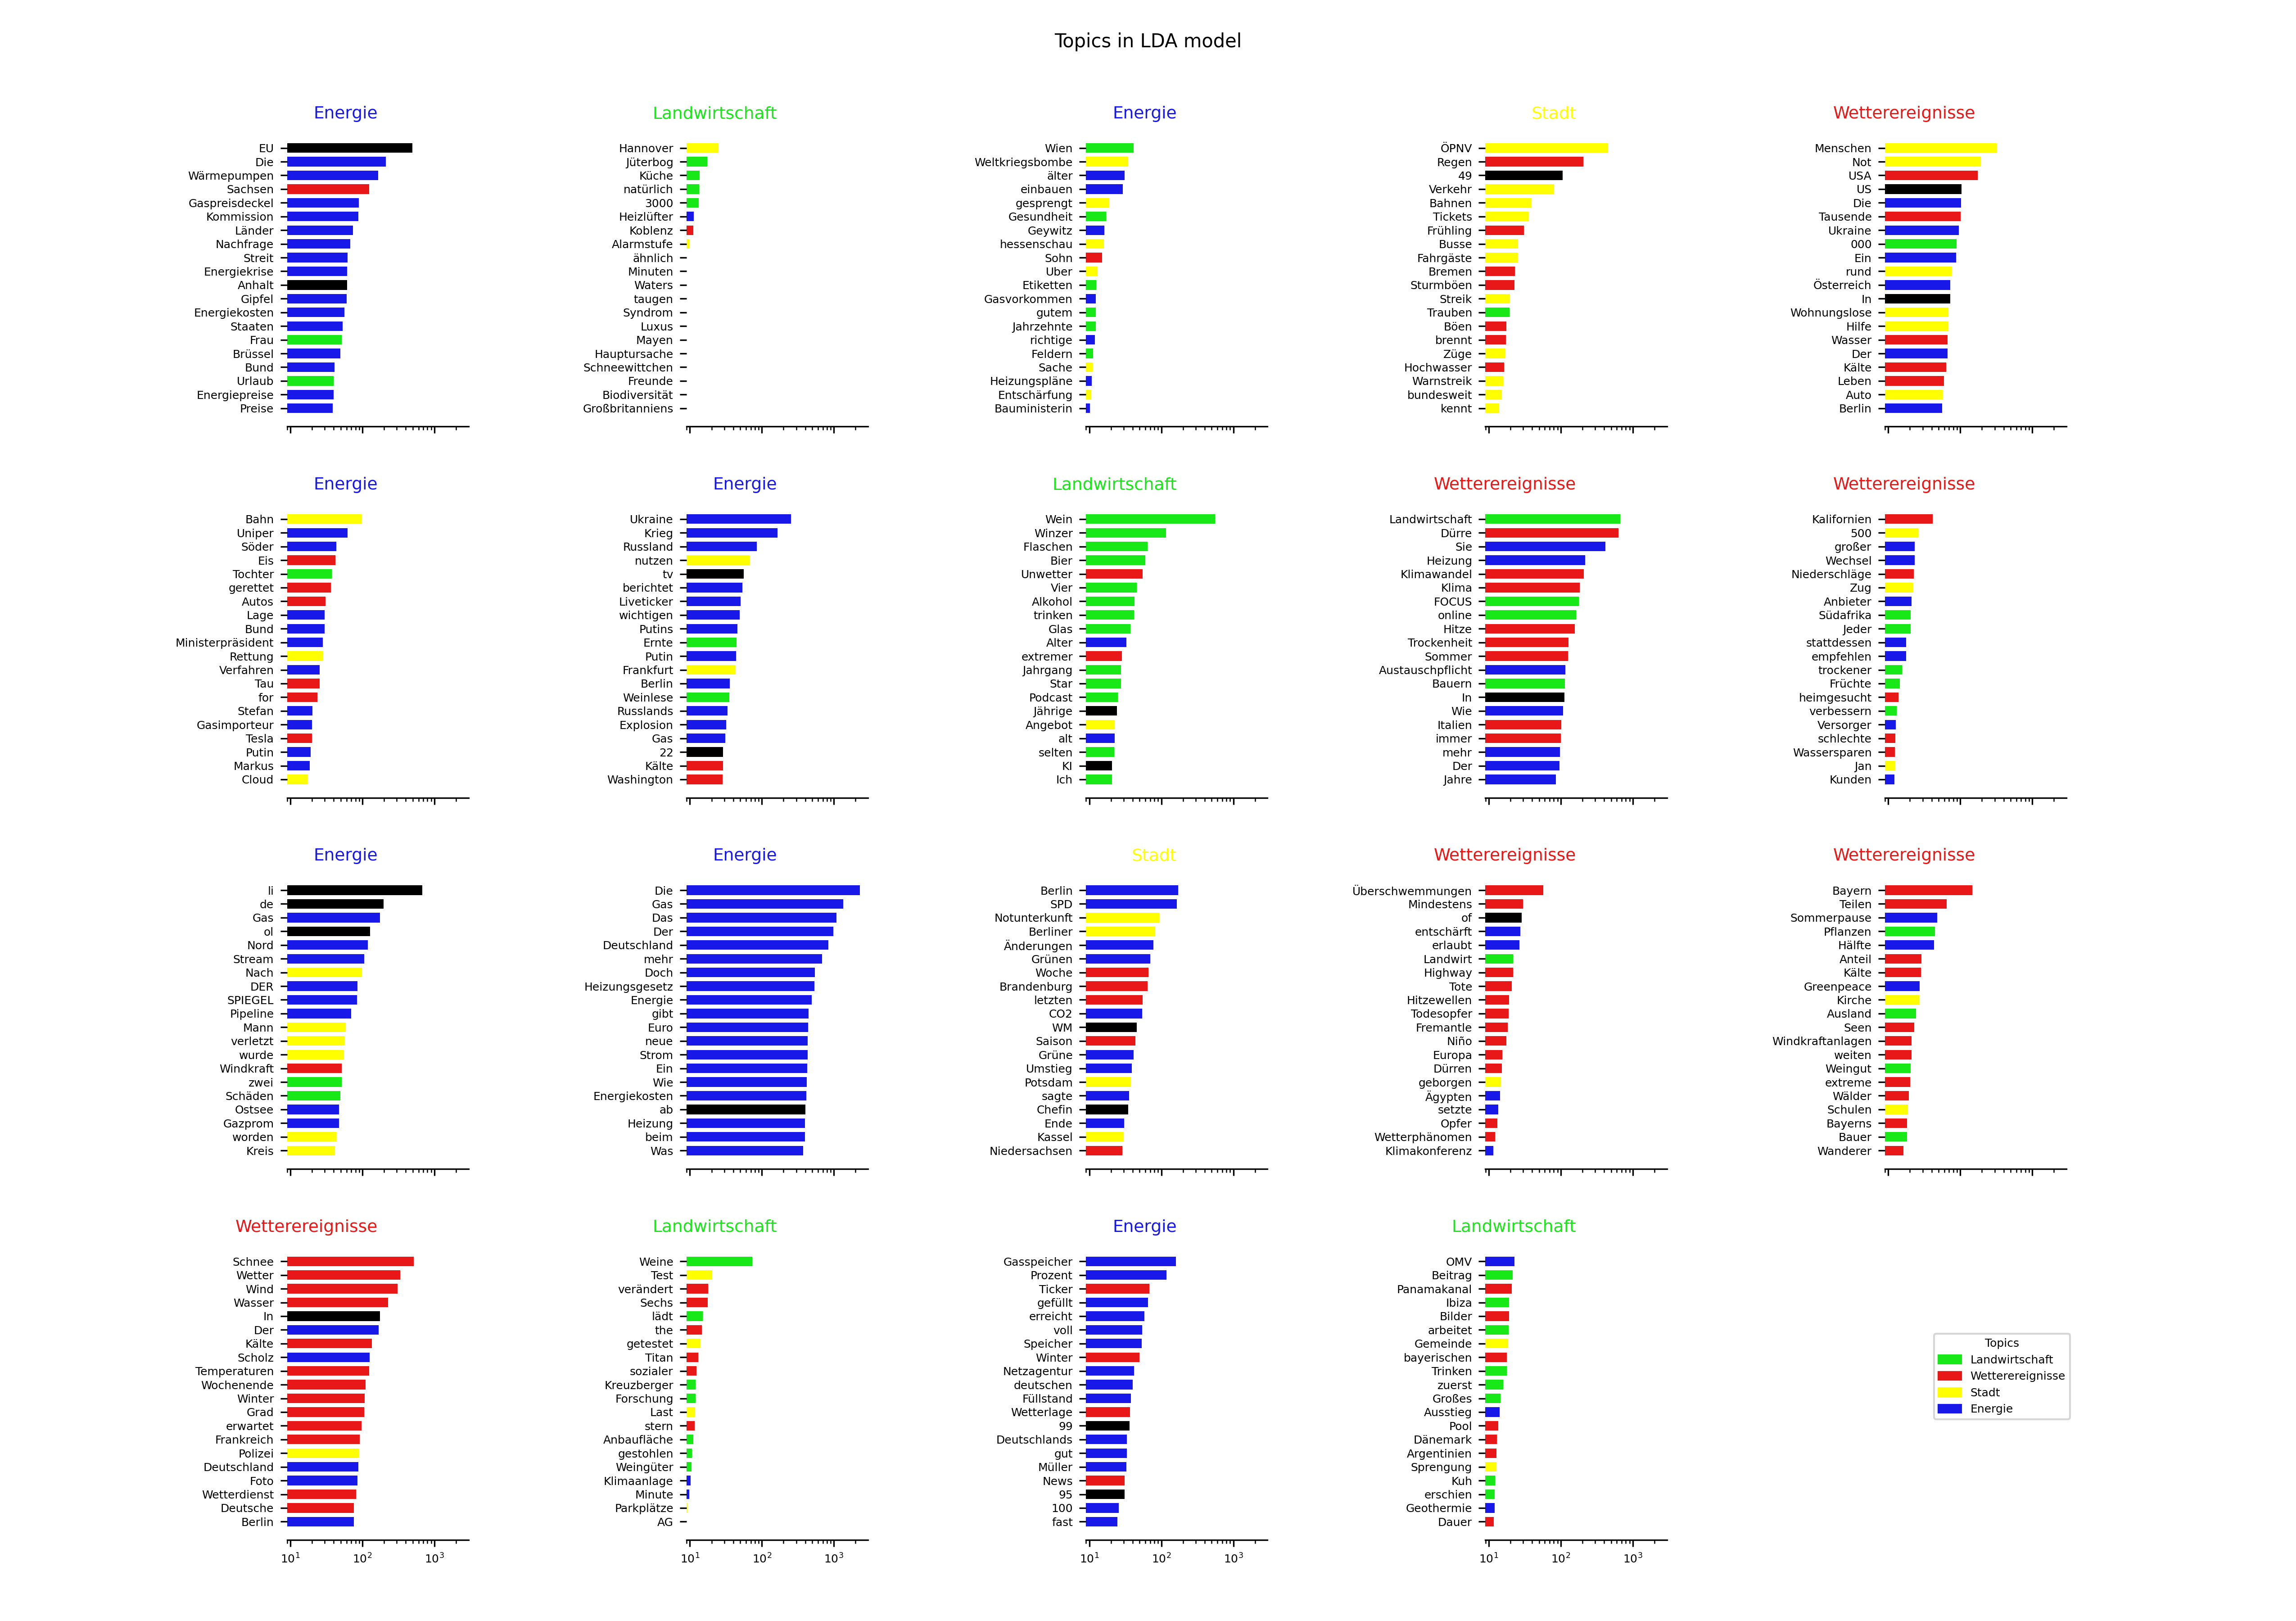 Topics in LDA model
Energie
EU
Die
Wärmepumpen
Sachsen
Gaspreisdeckel
Kommission
Länder
Nachfrage
Streit
Energiekrise
Anhalt
Gipfel
Energiekosten
Staaten
Frau
Brüssel
Bund
Urlaub
Energiepreise
Preise
Landwirtschaft
Hannover
Jüterbog
Küche
natürlich
3000
Heizlüfter
Koblenz
Alarmstufe
ähnlich
Minuten
Waters
taugen
Syndrom
Luxus
Mayen
Hauptursache
Schneewittchen
Freunde
Biodiversität
Großbritanniens
Energie
Wien
Weltkriegsbombe
älter
einbauen
gesprengt
Gesundheit
Geywitz
hessenschau
Sohn
Uber
Etiketten
Gasvorkommen
gutem
Jahrzehnte
richtige
Feldern
Sache
Heizungspläne
Entschärfung
Bauministerin
Stadt
ÖPNV
Regen
49
Verkehr
Bahnen
Tickets
Frühling
Busse
Fahrgäste
Bremen
Sturmböen
Streik
Trauben
Böen
brennt
Züge
Hochwasser
Warnstreik
bundesweit
kennt
Wetterereignisse
Menschen
Not
USA
US
Die
Tausende
Ukraine
000
Ein
rund
Österreich
In
Wohnungslose
Hilfe
Wasser
Der
Kälte
Leben
Auto
Berlin
Energie
Bahn
Uniper
Söder
Eis
Tochter
gerettet
Autos
Lage
Bund
Ministerpräsident
Rettung
Verfahren
Tau
for
Stefan
Gasimporteur
Tesla
Putin
Markus
Cloud
Energie
Ukraine
Krieg
Russland
nutzen
tv
berichtet
Liveticker
wichtigen
Putins
Ernte
Putin
Frankfurt
Berlin
Weinlese
Russlands
Explosion
Gas
22
Kälte
Washington
Landwirtschaft
Wein
Winzer
Flaschen
Bier
Unwetter
Vier
Alkohol
trinken
Glas
Alter
extremer
Jahrgang
Star
Podcast
Jährige
Angebot
alt
selten
KI
Ich
Wetterereignisse
Landwirtschaft
Dürre
Sie
Heizung
Klimawandel
Klima
FOCUS
online
Hitze
Trockenheit
Sommer
Austauschpflicht
Bauern
In
Wie
Italien
immer
mehr
Der
Jahre
Wetterereignisse
Kalifornien
500
großer
Wechsel
Niederschläge
Zug
Anbieter
Südafrika
Jeder
stattdessen
empfehlen
trockener
Früchte
heimgesucht
verbessern
Versorger
schlechte
Wassersparen
Jan
Kunden
Energie
li
de
Gas
ol
Nord
Stream
Nach
DER
SPIEGEL
Pipeline
Mann
verletzt
wurde
Windkraft
zwei
Schäden
Ostsee
Gazprom
worden
Kreis
Energie
Die
Gas
Das
Der
Deutschland
mehr
Doch
Heizungsgesetz
Energie
gibt
Euro
neue
Strom
Ein
Wie
Energiekosten
ab
Heizung
beim
Was
Stadt
Berlin
SPD
Notunterkunft
Berliner
Änderungen
Grünen
Woche
Brandenburg
letzten
CO2
WM
Saison
Grüne
Umstieg
Potsdam
sagte
Chefin
Ende
Kassel
Niedersachsen
Wetterereignisse
Überschwemmungen
Mindestens
of
entschärft
erlaubt
Landwirt
Highway
Tote
Hitzewellen
Todesopfer
Fremantle
Niño
Europa
Dürren
geborgen
Ägypten
setzte
Opfer
Wetterphänomen
Klimakonferenz
Wetterereignisse
Bayern
Teilen
Sommerpause
Pflanzen
Hälfte
Anteil
Kälte
Greenpeace
Kirche
Ausland
Seen
Windkraftanlagen
weiten
Weingut
extreme
Wälder
Schulen
Bayerns
Bauer
Wanderer
Wetterereignisse
Schnee
Wetter
Wind
Wasser
In
Der
Kälte
Scholz
Temperaturen
Wochenende
Winter
Grad
erwartet
Frankreich
Polizei
Deutschland
Foto
Wetterdienst
Deutsche
Berlin
10¹ 10² 10³
Landwirtschaft
Weine
Test
verändert
Sechs
lädt
the
getestet
Titan
sozialer
Kreuzberger
Forschung
Last
stern
Anbaufläche
gestohlen
Weingüter
Klimaanlage
Minute
Parkplätze
AG
10¹ 10² 10³
Energie
Gasspeicher
Prozent
Ticker
gefüllt
erreicht
voll
Speicher
Winter
Netzagentur
deutschen
Füllstand
Wetterlage
99
Deutschlands
gut
Müller
News
95
100
fast
10¹ 10² 10³
Landwirtschaft
OMV
Beitrag
Panamakanal
Ibiza
Bilder
arbeitet
Gemeinde
bayerischen
Trinken
zuerst
Großes
Ausstieg
Pool
Dänemark
Argentinien
Sprengung
Kuh
erschien
Geothermie
Dauer
10¹ 10² 10³
Topics
Landwirtschaft
Wetterereignisse
Stadt
Energie